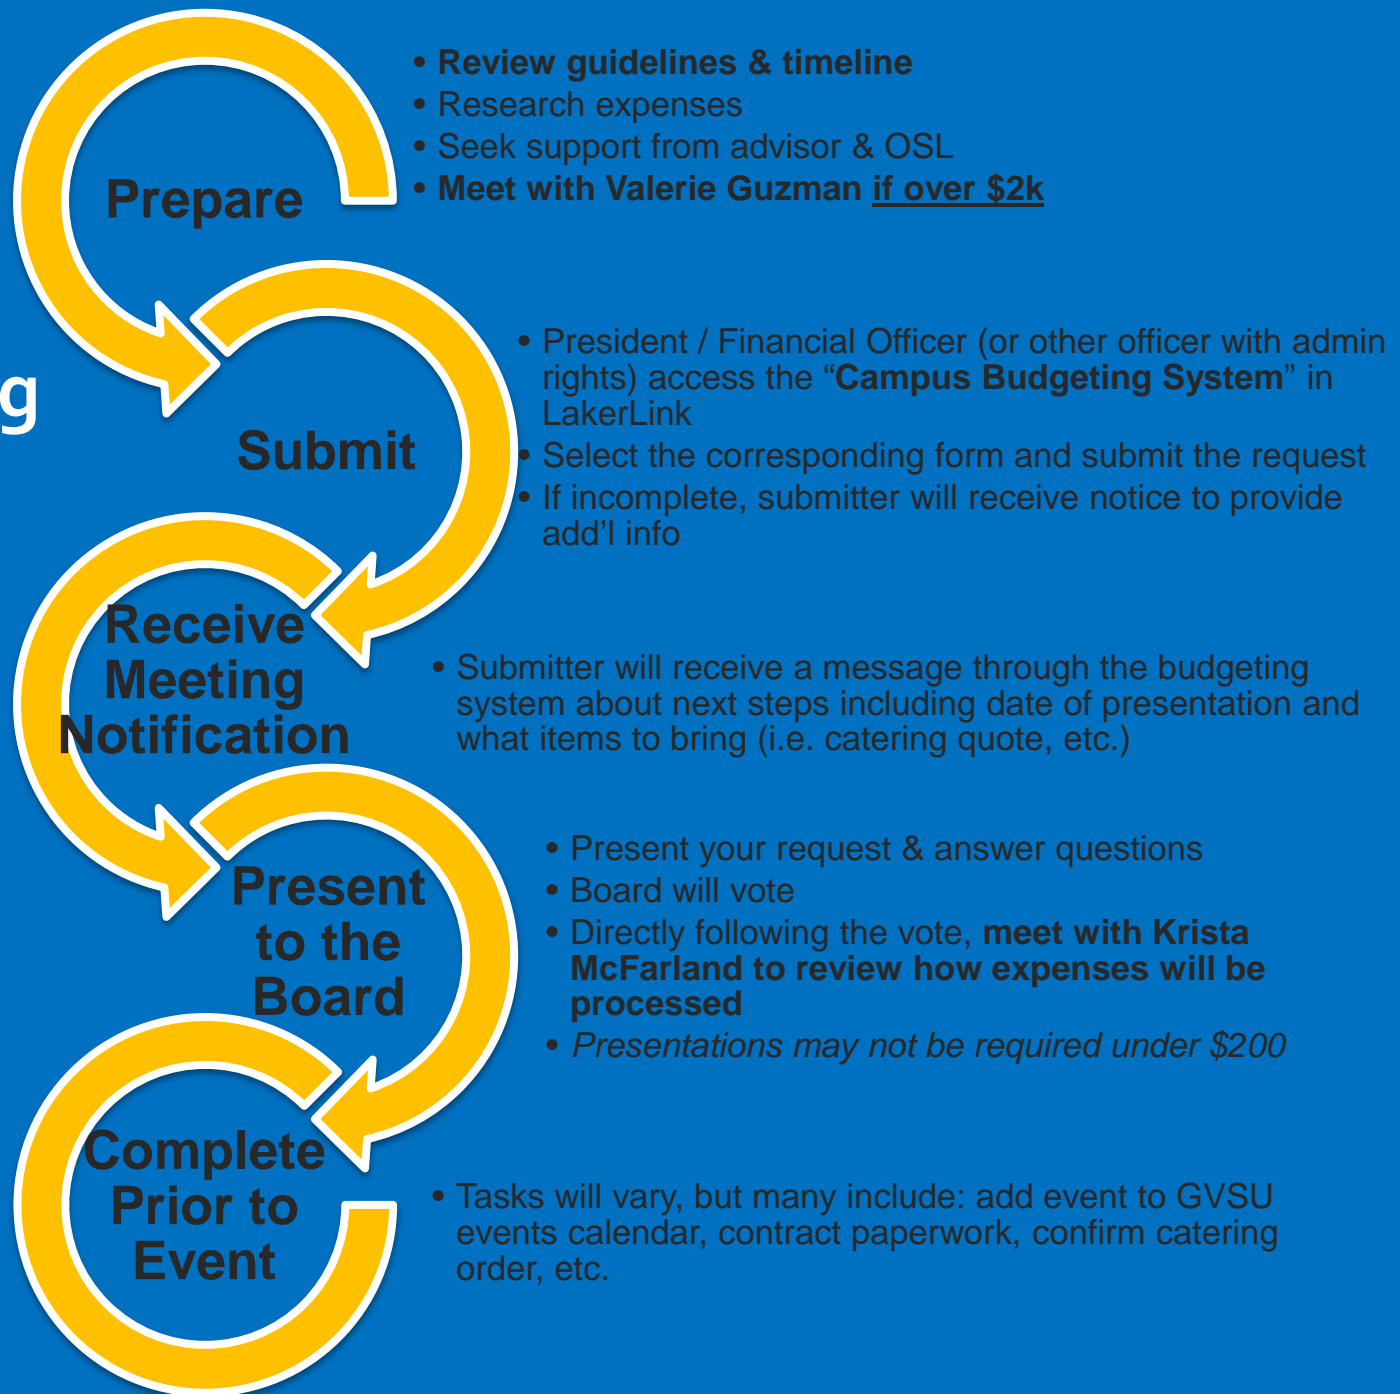 Prepare
• Review guidelines & timeline
• Research expenses
• Seek support from advisor & OSL
• Meet with Valerie Guzman if over $2k
g
Submit
• President / Financial Officer (or other officer with admin
rights) access the “Campus Budgeting System” in
LakerLink
• Select the corresponding form and submit the request
• If incomplete, submitter will receive notice to provide
add’l info
Receive
Meeting
Notification
• Submitter will receive a message through the budgeting
system about next steps including date of presentation and
what items to bring (i.e. catering quote, etc.)
Present
to the
Board
• Present your request & answer questions
• Board will vote
• Directly following the vote, meet with Krista
McFarland to review how expenses will be
processed
• Presentations may not be required under $200
Complete
Prior to
Event
• Tasks will vary, but many include: add event to GVSU
events calendar, contract paperwork, confirm catering
order, etc.